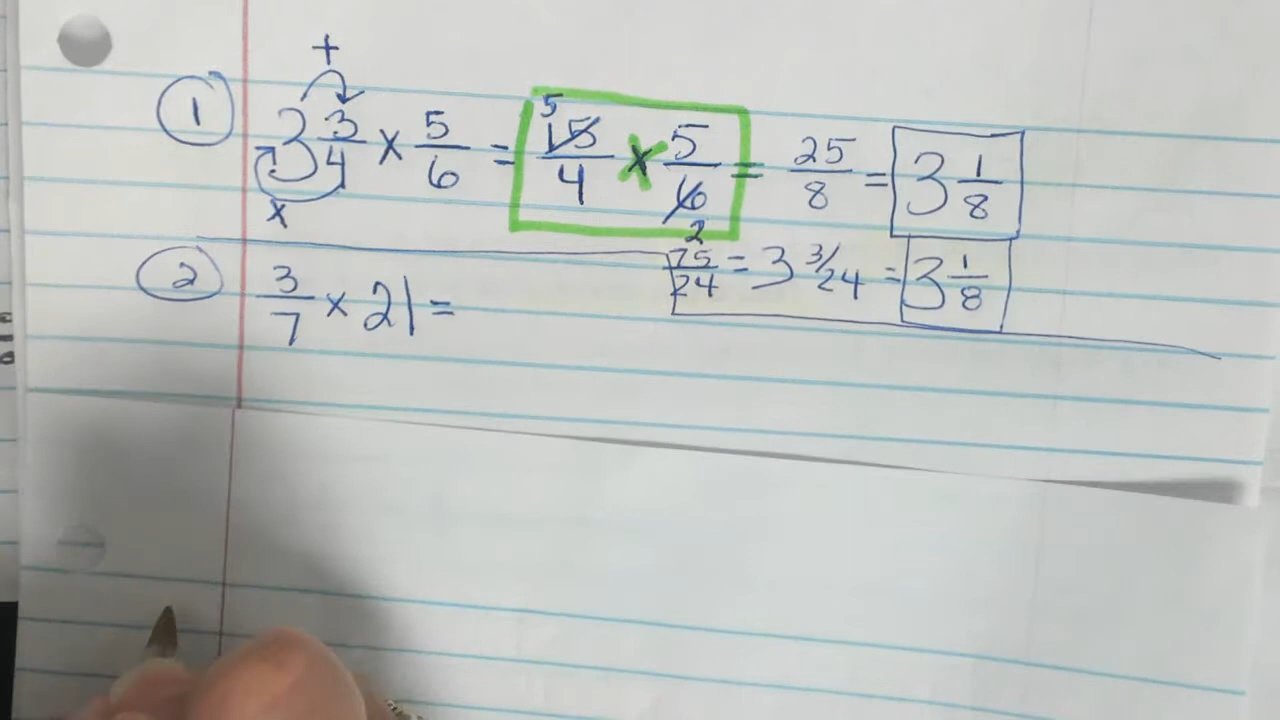 +
① 3 3/4 × 5/6 = 5 15/4 × 5/6 2 = 25/8 = 3 1/8
×
75/24 = 3 3/24 = 3 1/8
② 3/7 × 21 =